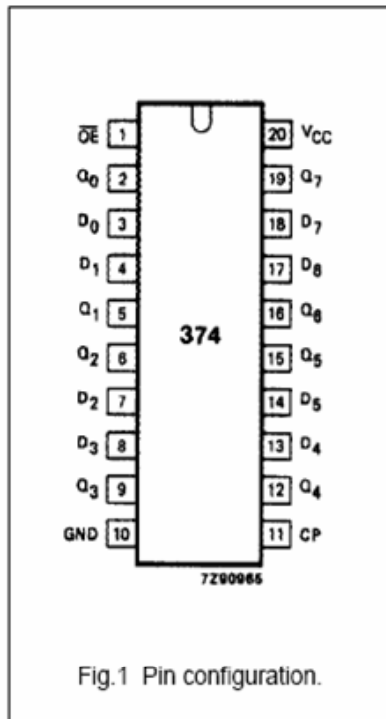 O̅E̅ 1 20 VCC
Q0 2 19 Q7
D0 3 18 D7
D1 4 17 D6
Q1 5 16 Q6
374
Q2 6 15 Q5
D2 7 14 D5
D3 8 13 D4
Q3 9 12 Q4
GND 10 11 CP
7Z90965
Fig.1 Pin configuration.